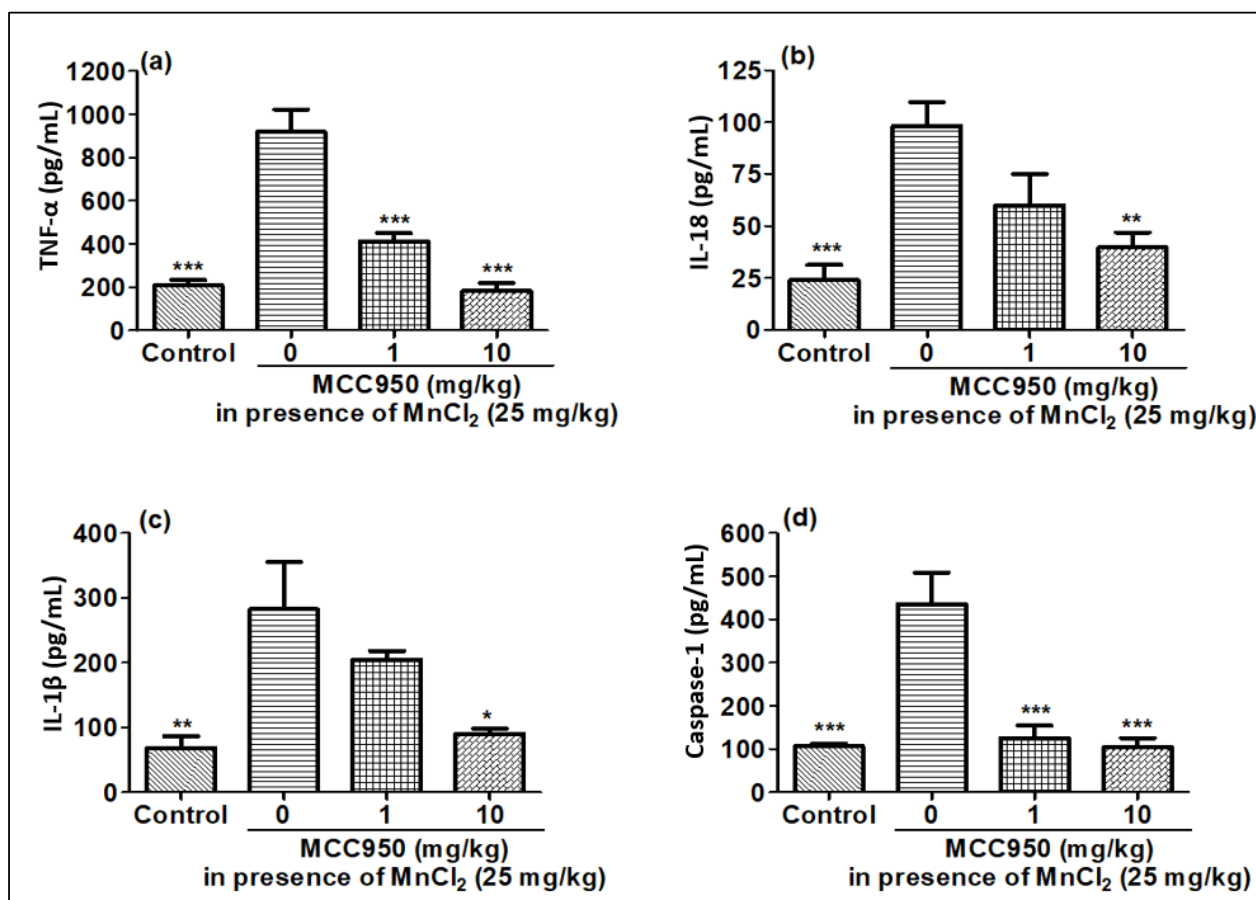 (a)
TNF-α (pg/mL)
1200
1000
800
600
400
200
0
***
***
***
Control 0 1 10
MCC950 (mg/kg)
in presence of MnCl₂ (25 mg/kg)
(b)
IL-18 (pg/mL)
125
100
75
50
25
0
***
**
Control 0 1 10
MCC950 (mg/kg)
in presence of MnCl₂ (25 mg/kg)
(c)
IL-1β (pg/mL)
400
300
200
100
0
**
*
Control 0 1 10
MCC950 (mg/kg)
in presence of MnCl₂ (25 mg/kg)
(d)
Caspase-1 (pg/mL)
600
500
400
300
200
100
0
***
***
***
Control 0 1 10
MCC950 (mg/kg)
in presence of MnCl₂ (25 mg/kg)